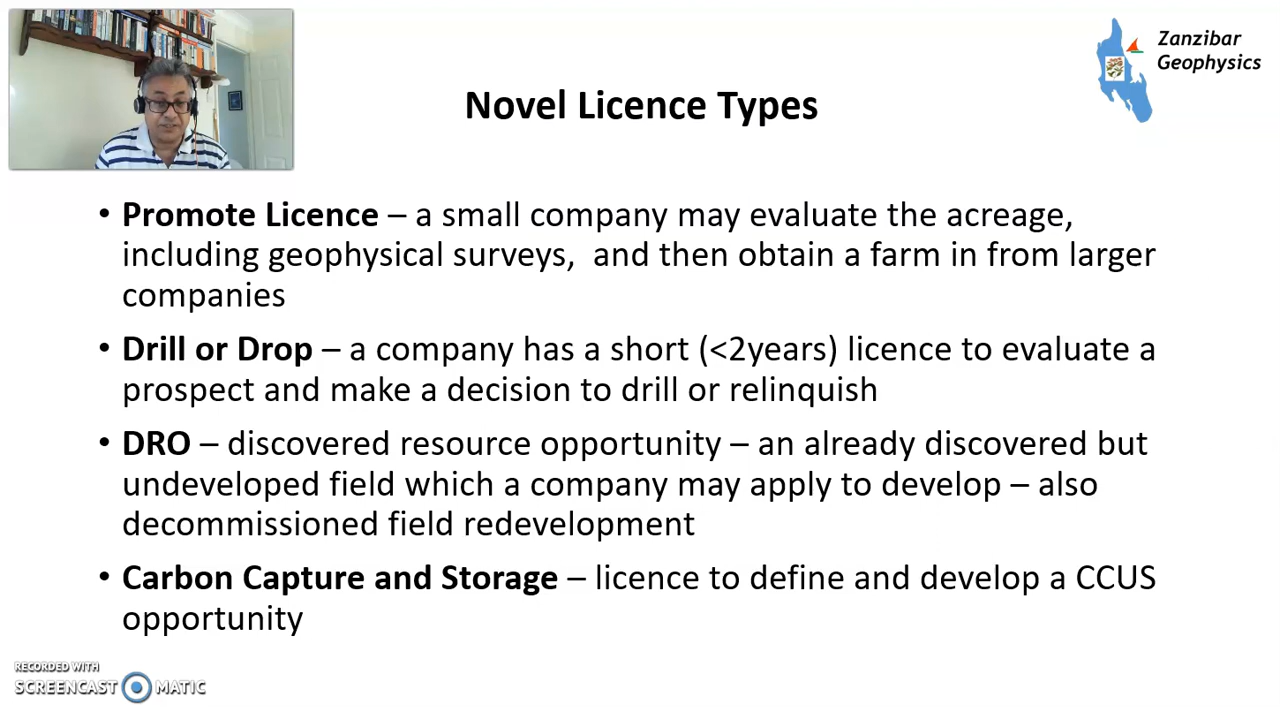 Zanzibar
Geophysics
Novel Licence Types
• Promote Licence – a small company may evaluate the acreage,
including geophysical surveys,  and then obtain a farm in from larger
companies
• Drill or Drop – a company has a short (<2years) licence to evaluate a
prospect and make a decision to drill or relinquish
• DRO – discovered resource opportunity – an already discovered but
undeveloped field which a company may apply to develop – also
decommissioned field redevelopment
• Carbon Capture and Storage – licence to define and develop a CCUS
opportunity
RECORDED WITH
SCREENCAST MATIC